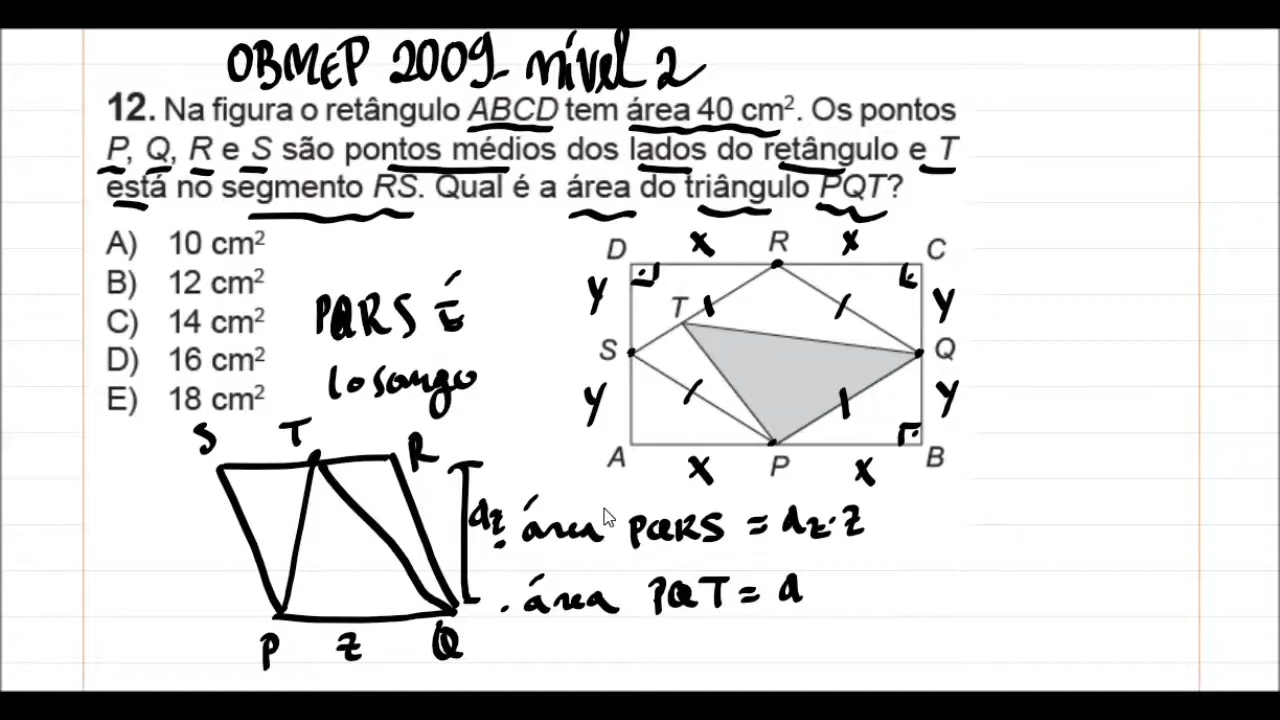 OBMEP 2009 - nível 2
12. Na figura o retângulo ABCD tem área 40 cm². Os pontos
P, Q, R e S são pontos médios dos lados do retângulo e T
está no segmento RS. Qual é a área do triângulo PQT?
A) 10 cm²
B) 12 cm²
C) 14 cm²
D) 16 cm²
E) 18 cm²
PQRS é
losango
D x R x C
y y
T
S Q
y y
A P B
x x
S T R
P z Q
dz
. área PQRS = dz . z
. área PQT = d